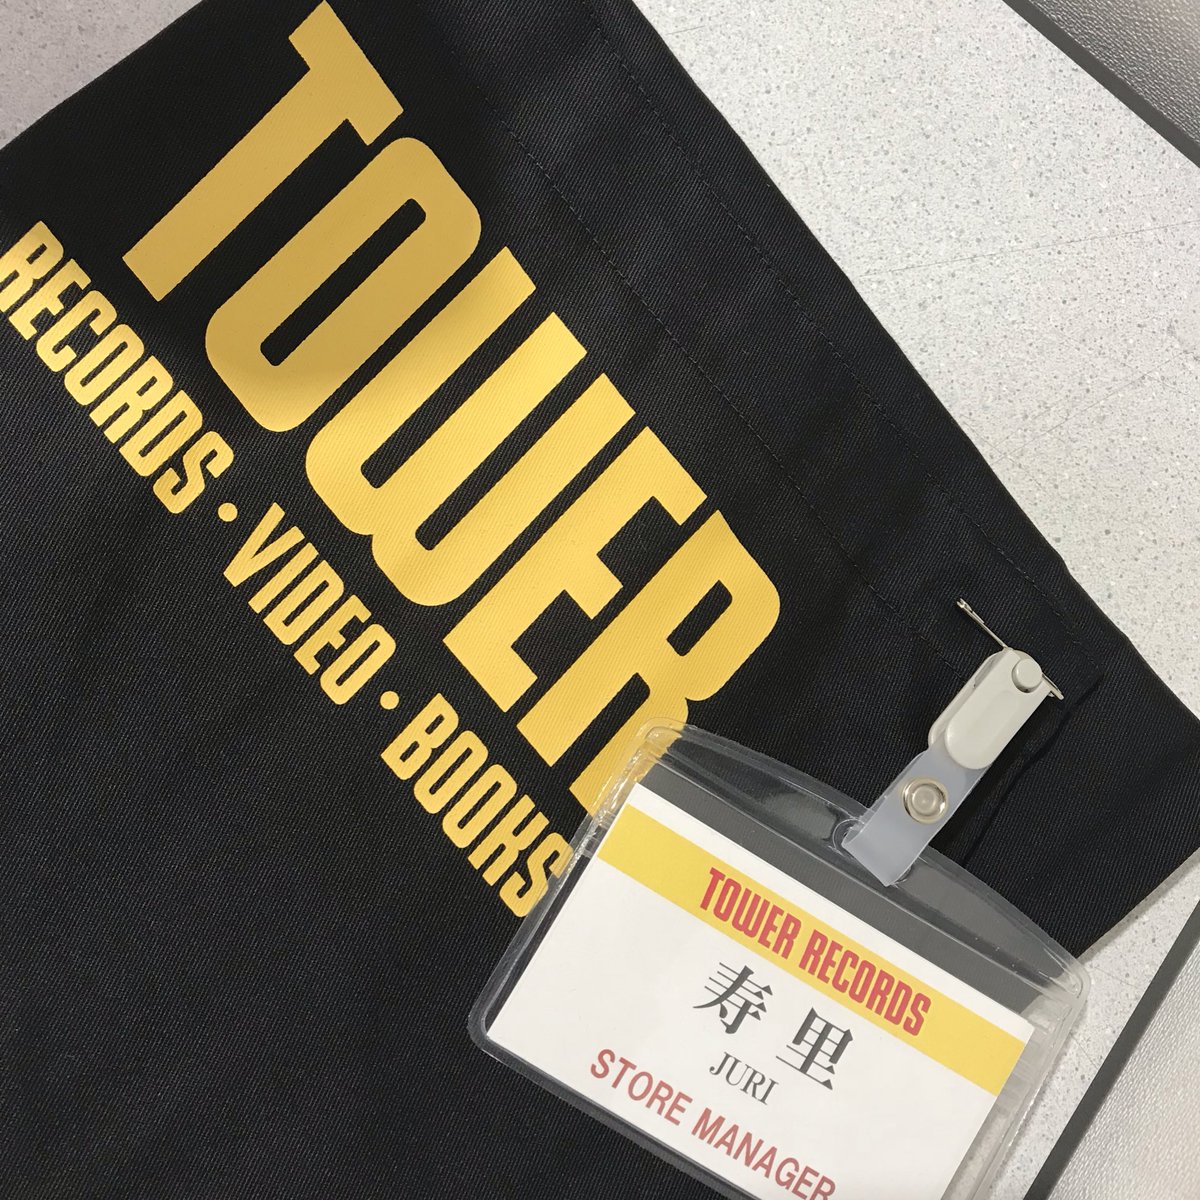 TOWER
RECORDS・VIDEO・BOOKS
TOWER RECORDS
寿里
JURI
STORE MANAGER